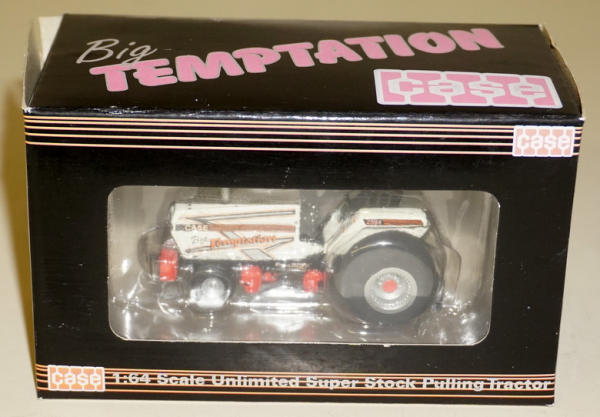 Big
TEMPTATION
CASE
CASE
CASE
Big Temptation
CASE 1:64 Scale Unlimited Super Stock Pulling Tractor